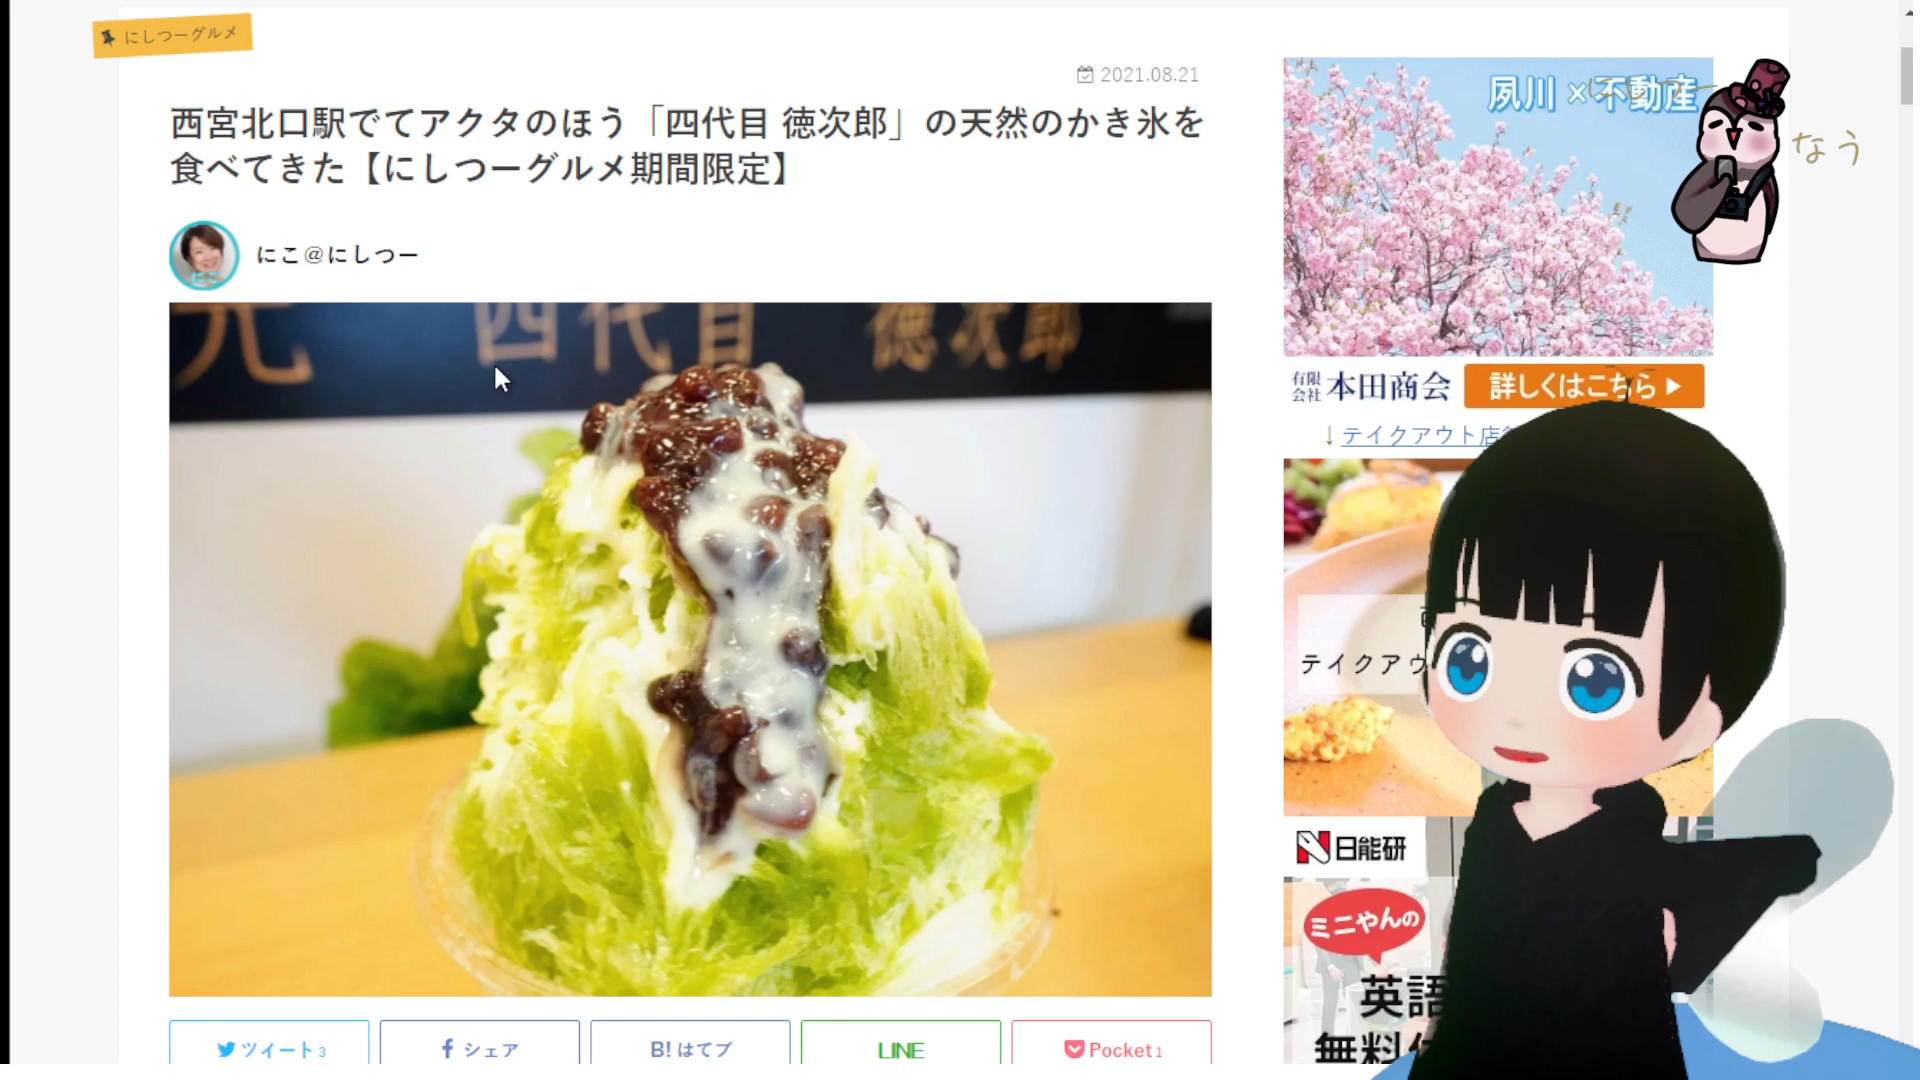 にしつーグルメ
2021.08.21
西宮北口駅でてアクタのほう「四代目 徳次郎」の天然のかき氷を
食べてきた【にしつーグルメ期間限定】
にこ@にしつー
四代目 徳次郎
ツイート 3
シェア
B! はてブ
LINE
Pocket 1
夙川×不動産
なう
有限会社 本田商会 詳しくはこちら▶
↓テイクアウト店
テイクアウ
日能研
ミニやんの
英語
無料